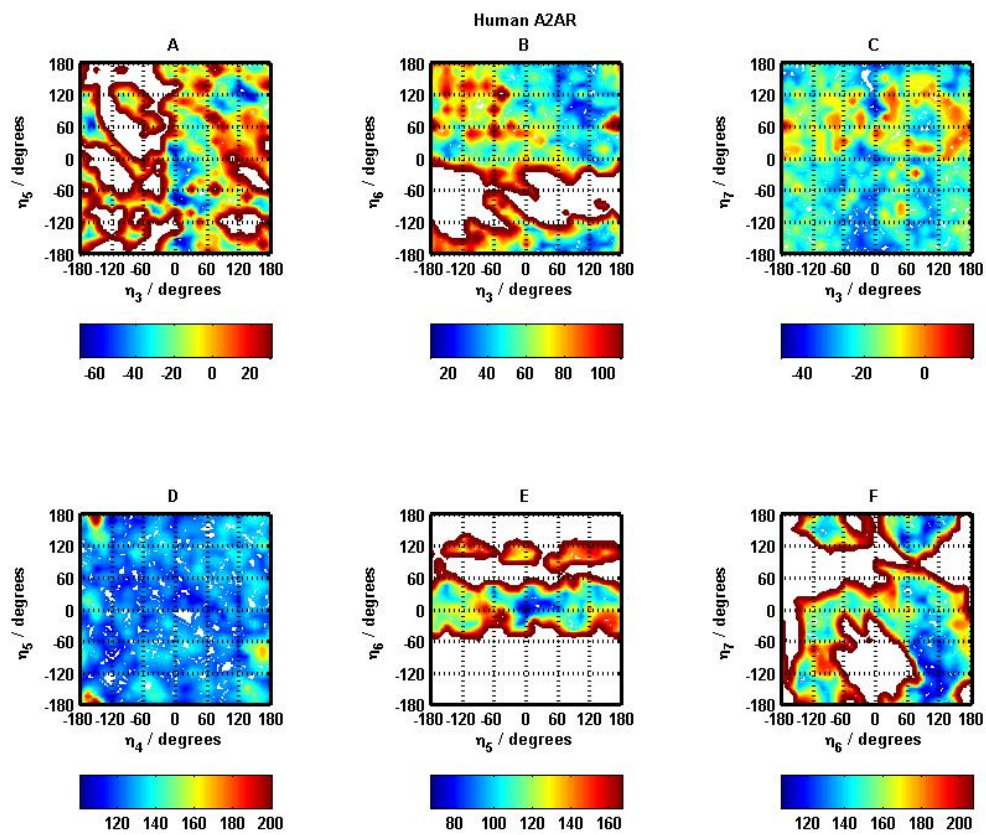 Human A2AR
A B C
180 180 180
120 120 120
60 60 60
0 0 0
-60 -60 -60
-120 -120 -120
-180 -180 -180
η5 / degrees η6 / degrees η7 / degrees
-180 -120 -60 0 60 120 180 -180 -120 -60 0 60 120 180 -180 -120 -60 0 60 120 180
η3 / degrees η3 / degrees η3 / degrees
-60 -40 -20 0 20 20 40 60 80 100 -40 -20 0
D E F
180 180 180
120 120 120
60 60 60
0 0 0
-60 -60 -60
-120 -120 -120
-180 -180 -180
η5 / degrees η6 / degrees η7 / degrees
-180 -120 -60 0 60 120 180 -180 -120 -60 0 60 120 180 -180 -120 -60 0 60 120 180
η4 / degrees η5 / degrees η6 / degrees
120 140 160 180 200 80 100 120 140 160 120 140 160 180 200